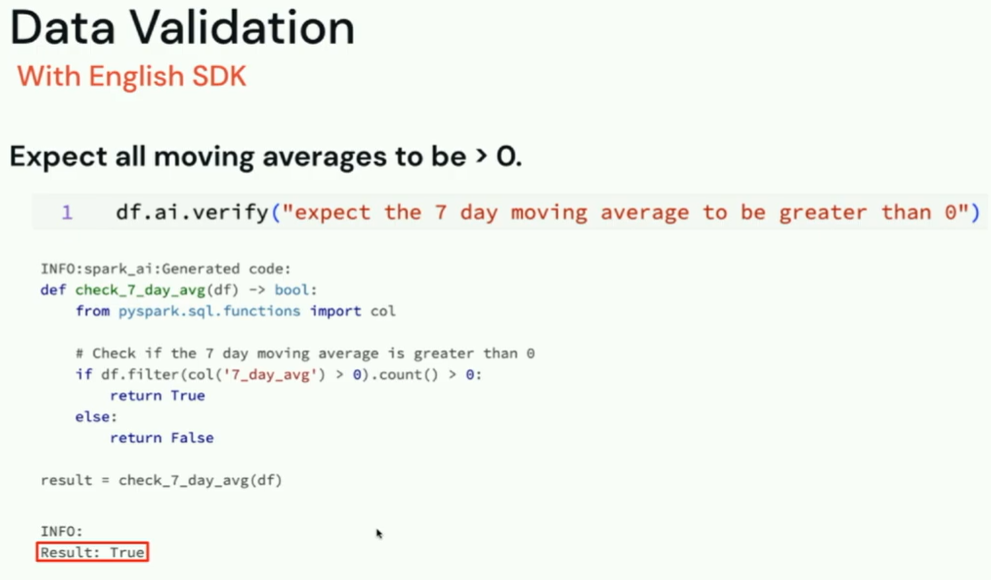 Data Validation
With English SDK
Expect all moving averages to be > 0.
1 df.ai.verify("expect the 7 day moving average to be greater than 0")
INFO:spark_ai:Generated code:
def check_7_day_avg(df) -> bool:
    from pyspark.sql.functions import col
    # Check if the 7 day moving average is greater than 0
    if df.filter(col('7_day_avg') > 0).count() > 0:
        return True
    else:
        return False
result = check_7_day_avg(df)
INFO:
Result: True